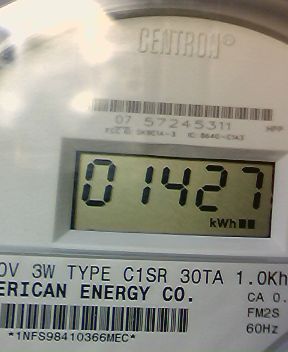 CENTRON®
07 57245311
01427
kWh
0V 3W TYPE C1SR 30TA 1.0Kh
ERICAN ENERGY CO.
CA 0.
FM2S
60Hz
*1NFS98410366MEC*